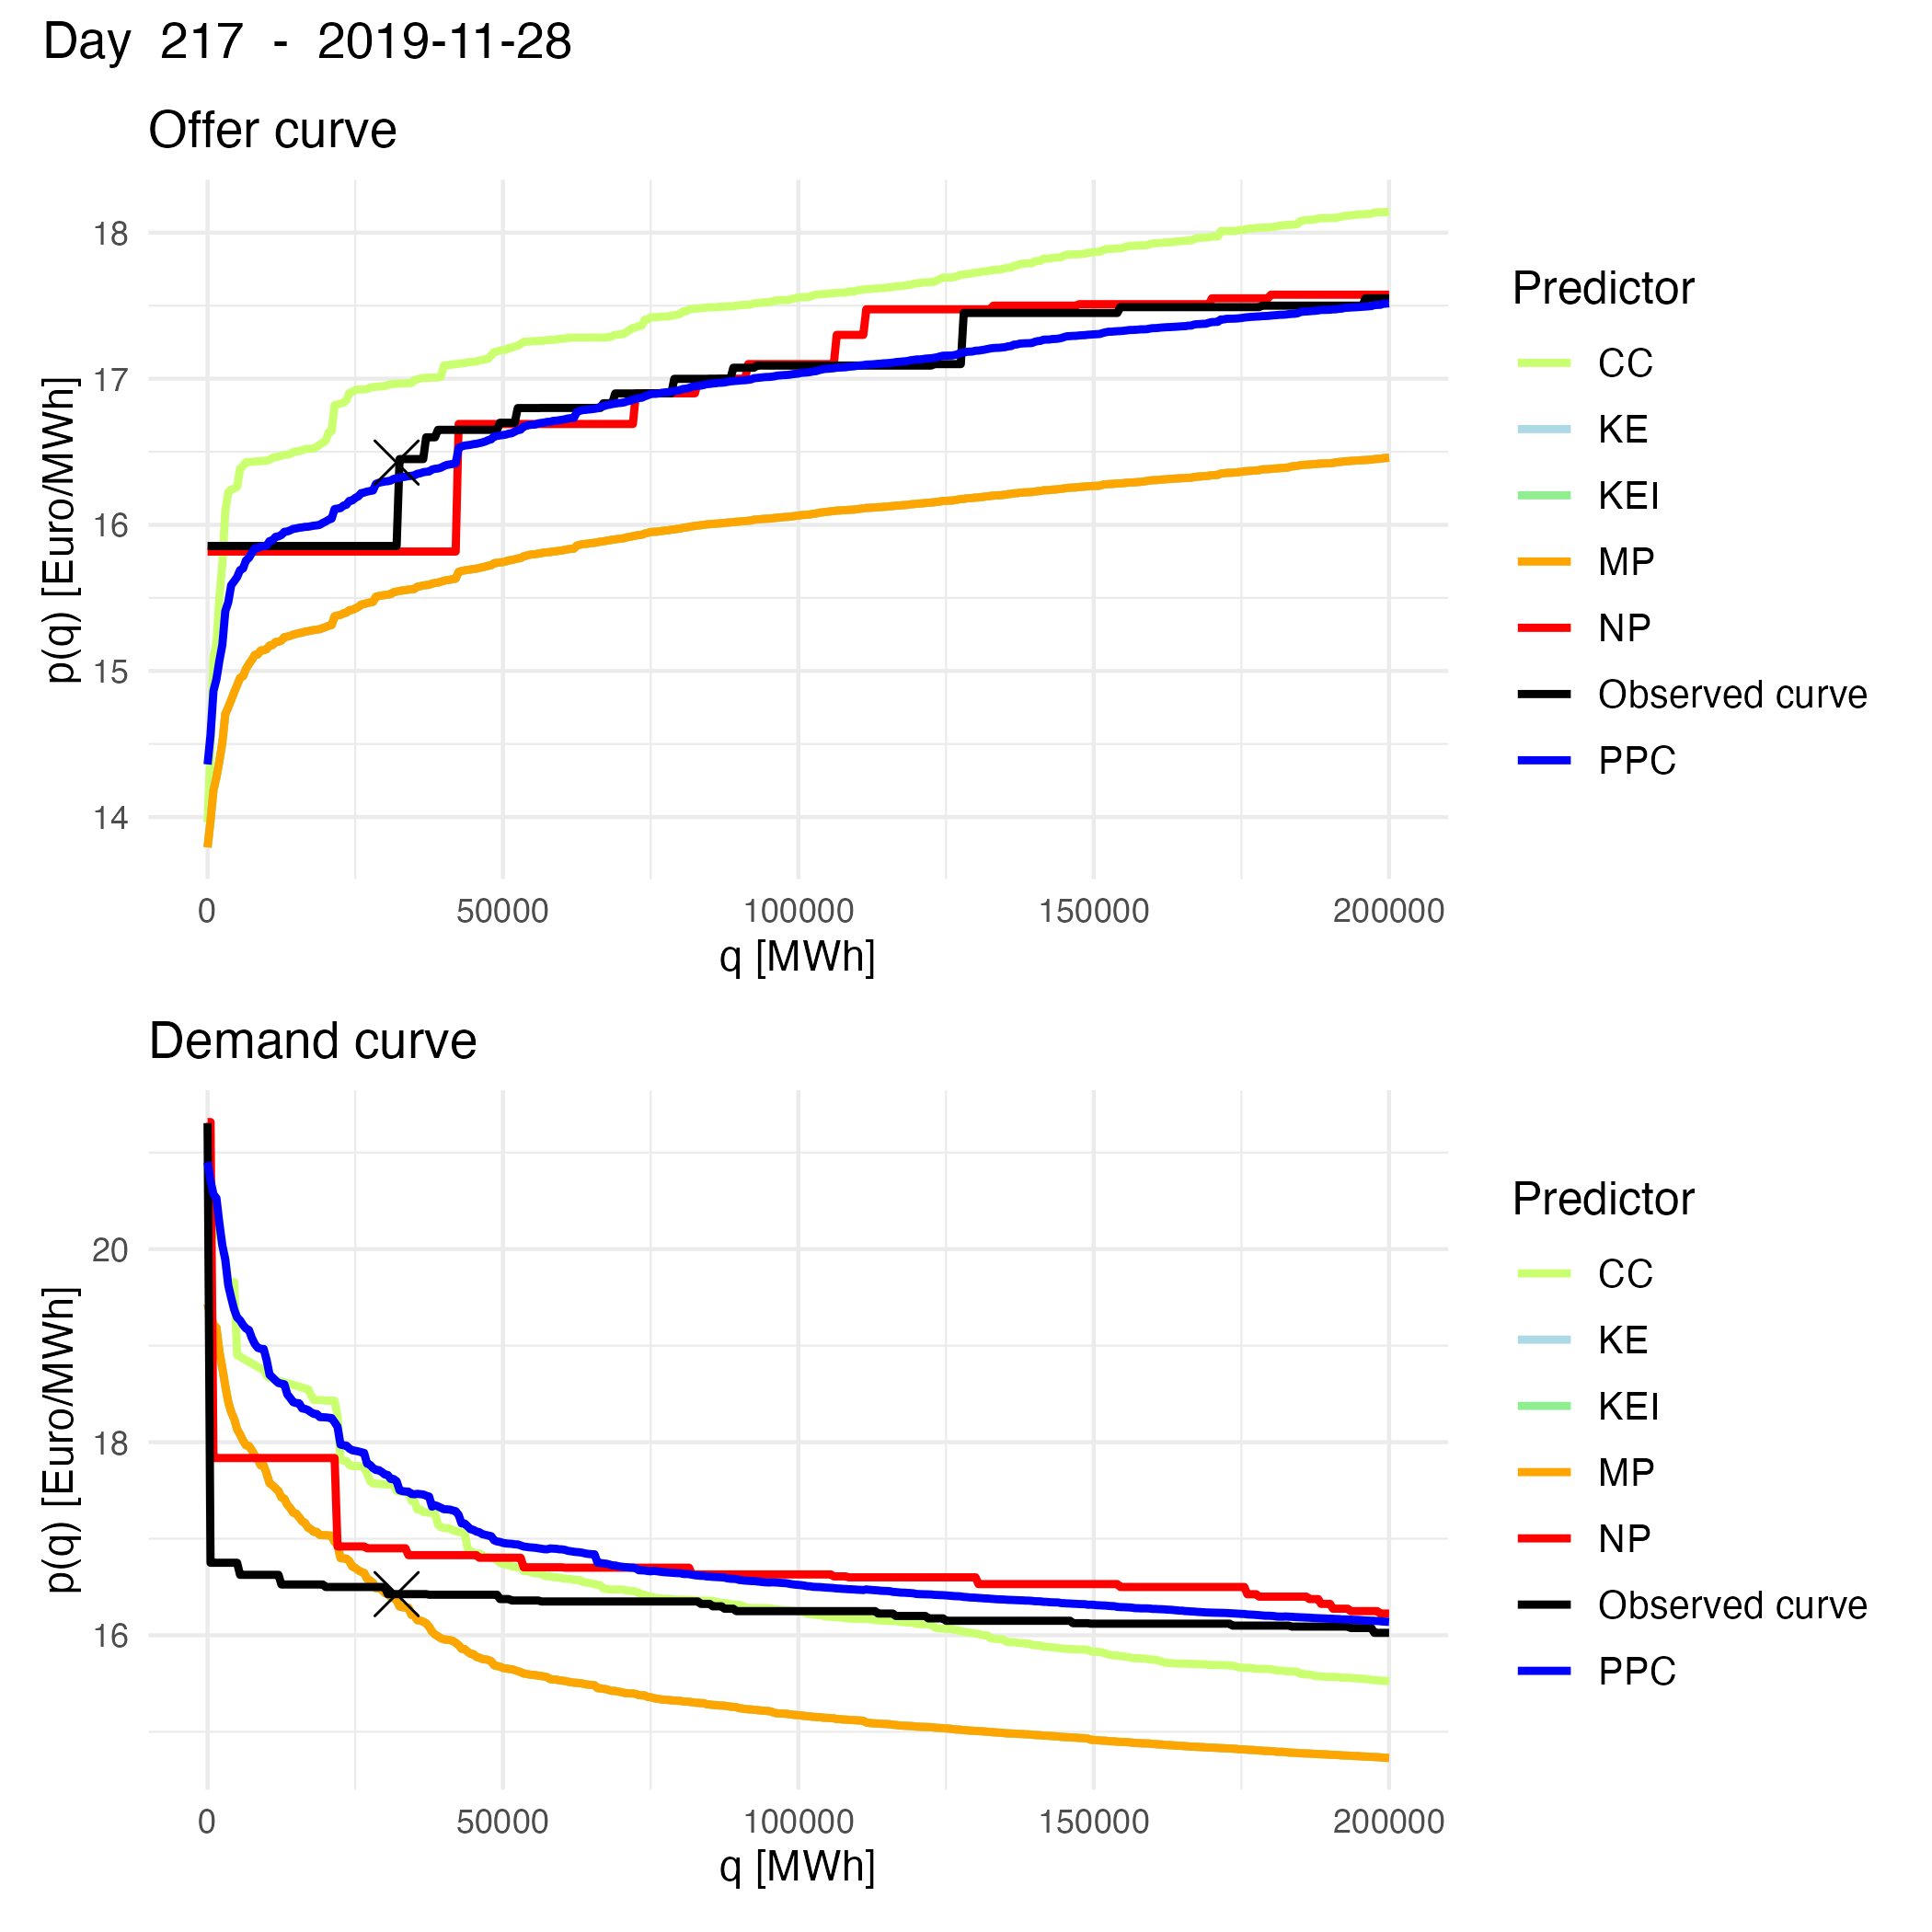 Day 217 - 2019-11-28
Offer curve
18
17
16
15
14
p(q) [Euro/MWh]
0 50000 100000 150000 200000
q [MWh]
Predictor
CC
KE
KEI
MP
NP
Observed curve
PPC
Demand curve
20
18
16
p(q) [Euro/MWh]
0 50000 100000 150000 200000
q [MWh]
Predictor
CC
KE
KEI
MP
NP
Observed curve
PPC